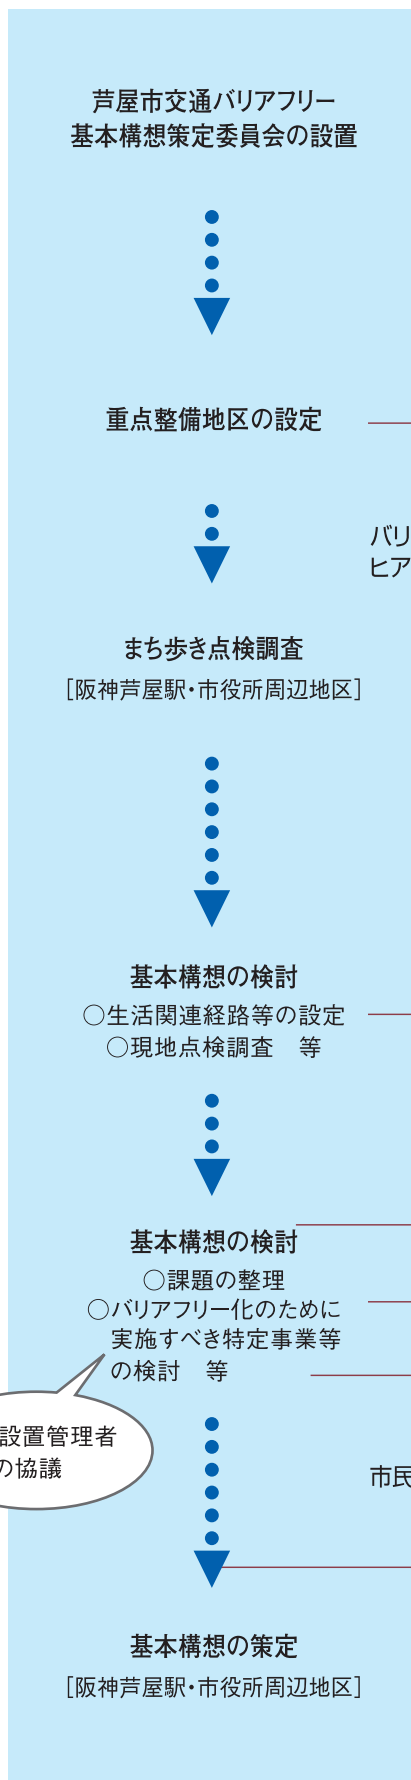 芦屋市交通バリアフリー
基本構想策定委員会の設置
重点整備地区の設定
バリ
ヒア
まち歩き点検調査
［阪神芦屋駅・市役所周辺地区］
基本構想の検討
○生活関連経路等の設定
○現地点検調査　等
基本構想の検討
○課題の整理
○バリアフリー化のために
実施すべき特定事業等
の検討　等
設置管理者
の協議
市民
基本構想の策定
［阪神芦屋駅・市役所周辺地区］